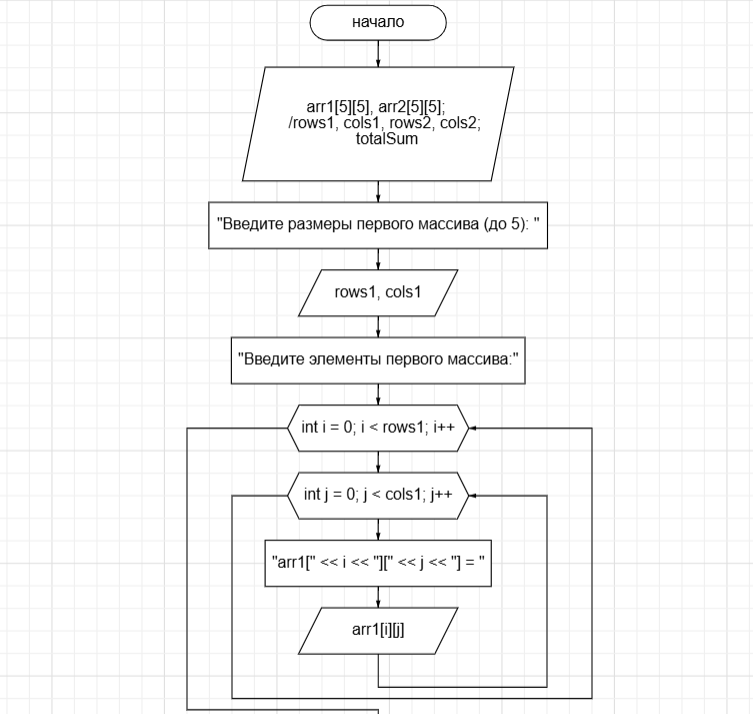 начало
arr1[5][5], arr2[5][5];
/rows1, cols1, rows2, cols2;
totalSum
"Введите размеры первого массива (до 5): "
rows1, cols1
"Введите элементы первого массива:"
int i = 0; i < rows1; i++
int j = 0; j < cols1; j++
"arr1[" << i << "][" << j << "] = "
arr1[i][j]